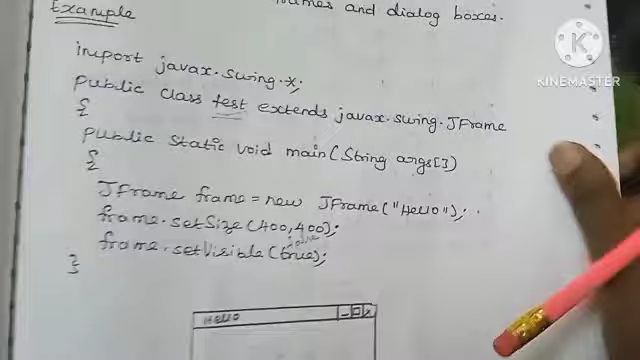 names and dialog boxes.
Example
import javax.swing.*;
public class test extends javax.swing.JFrame
{
public static void main(String args[])
{
JFrame frame = new JFrame("Hello");
frame.setSize(400,400);
frame.setVisible(true);
}
Hello
K
KINEMASTER